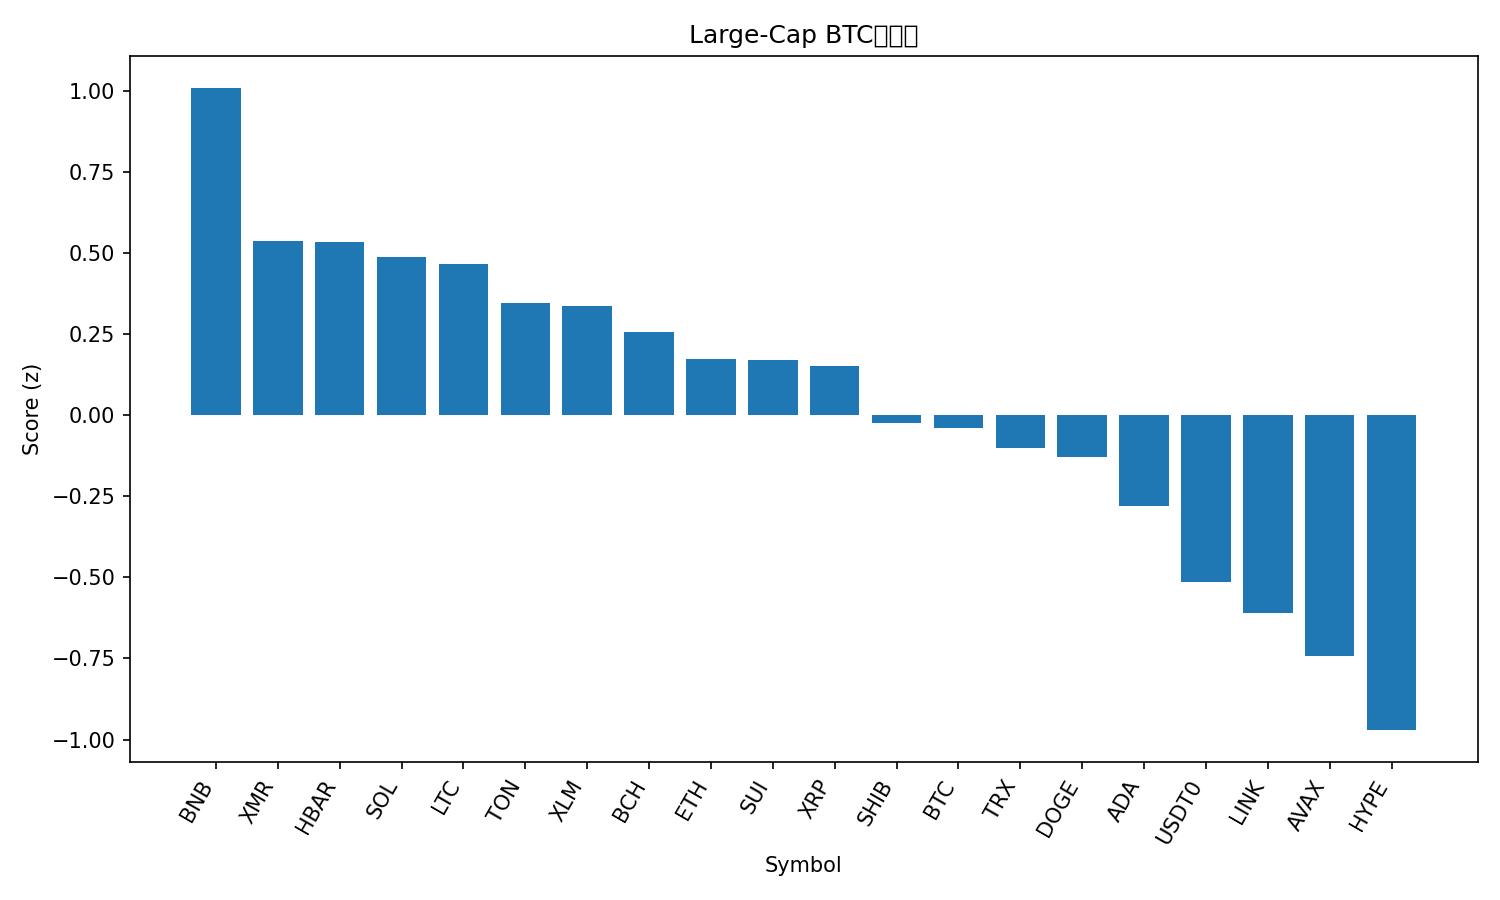 Large-Cap BTC
Score (z)
1.00
0.75
0.50
0.25
0.00
−0.25
−0.50
−0.75
−1.00
BNB
XMR
HBAR
SOL
LTC
TON
XLM
BCH
ETH
SUI
XRP
SHIB
BTC
TRX
DOGE
ADA
USDT0
LINK
AVAX
HYPE
Symbol